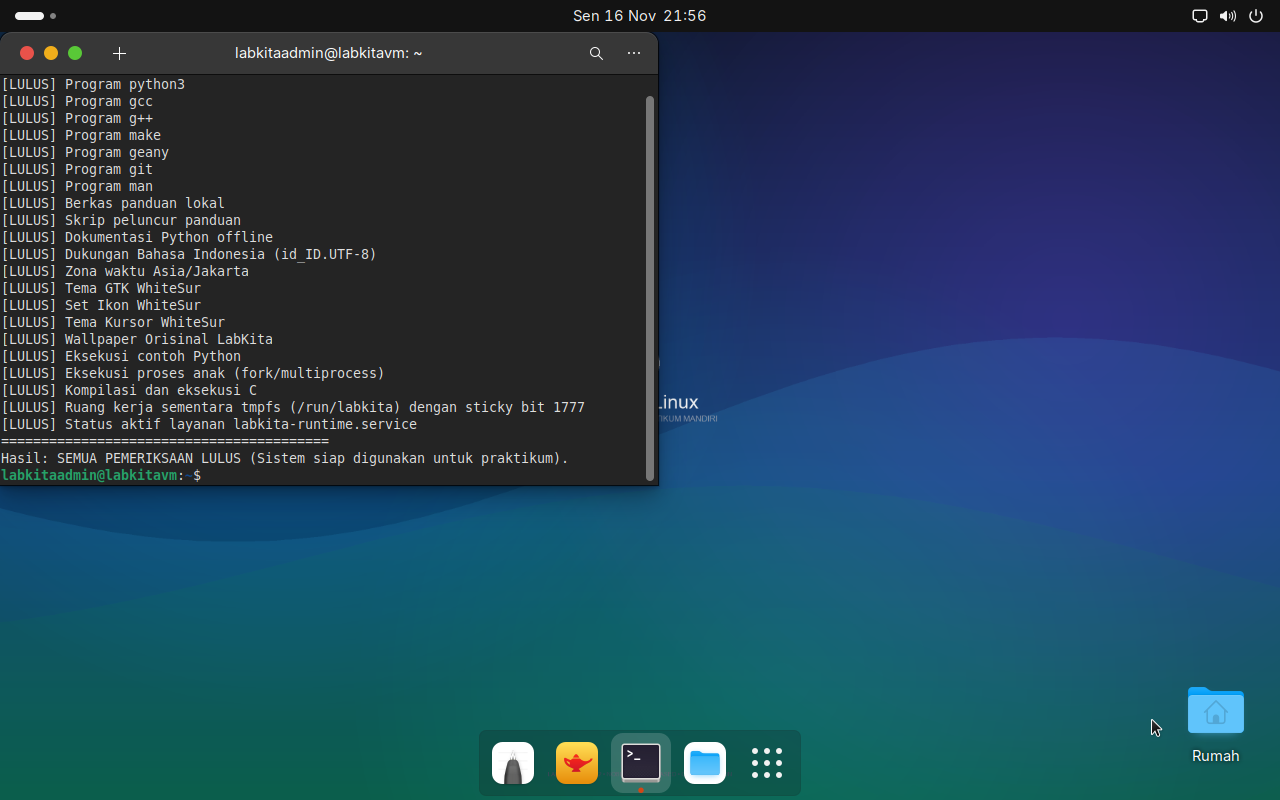 Sen 16 Nov 21:56
labkitaadmin@labkitavm: ~
[LULUS] Program python3
[LULUS] Program gcc
[LULUS] Program g++
[LULUS] Program make
[LULUS] Program geany
[LULUS] Program git
[LULUS] Program man
[LULUS] Berkas panduan lokal
[LULUS] Skrip peluncur panduan
[LULUS] Dokumentasi Python offline
[LULUS] Dukungan Bahasa Indonesia (id_ID.UTF-8)
[LULUS] Zona waktu Asia/Jakarta
[LULUS] Tema GTK WhiteSur
[LULUS] Set Ikon WhiteSur
[LULUS] Tema Kursor WhiteSur
[LULUS] Wallpaper Orisinal LabKita
[LULUS] Eksekusi contoh Python
[LULUS] Eksekusi proses anak (fork/multiprocess)
[LULUS] Kompilasi dan eksekusi C
[LULUS] Ruang kerja sementara tmpfs (/run/labkita) dengan sticky bit 1777
[LULUS] Status aktif layanan labkita-runtime.service
=========================================
Hasil: SEMUA PEMERIKSAAN LULUS (Sistem siap digunakan untuk praktikum).
labkitaadmin@labkitavm:~$
Linux
MANDIRI
Rumah